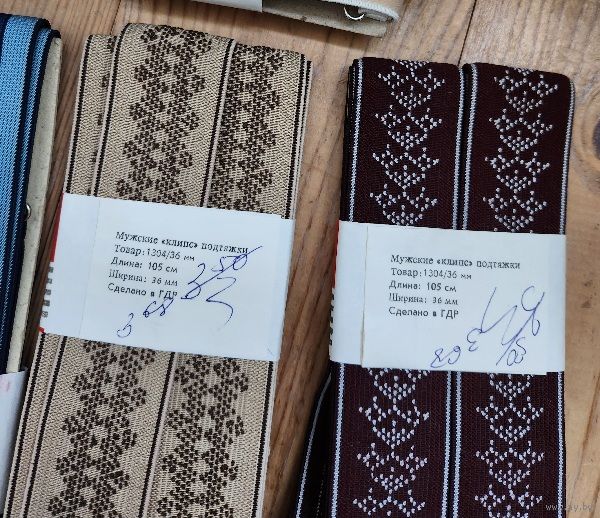 Мужские «клипс» подтяжки
Товар: 1304/36 мм
Длина: 105 см
Ширина: 36 мм
Сделано в ГДР
Мужские «клипс» подтяжки
Товар: 1304/36 мм
Длина: 105 см
Ширина: 36 мм
Сделано в ГДР